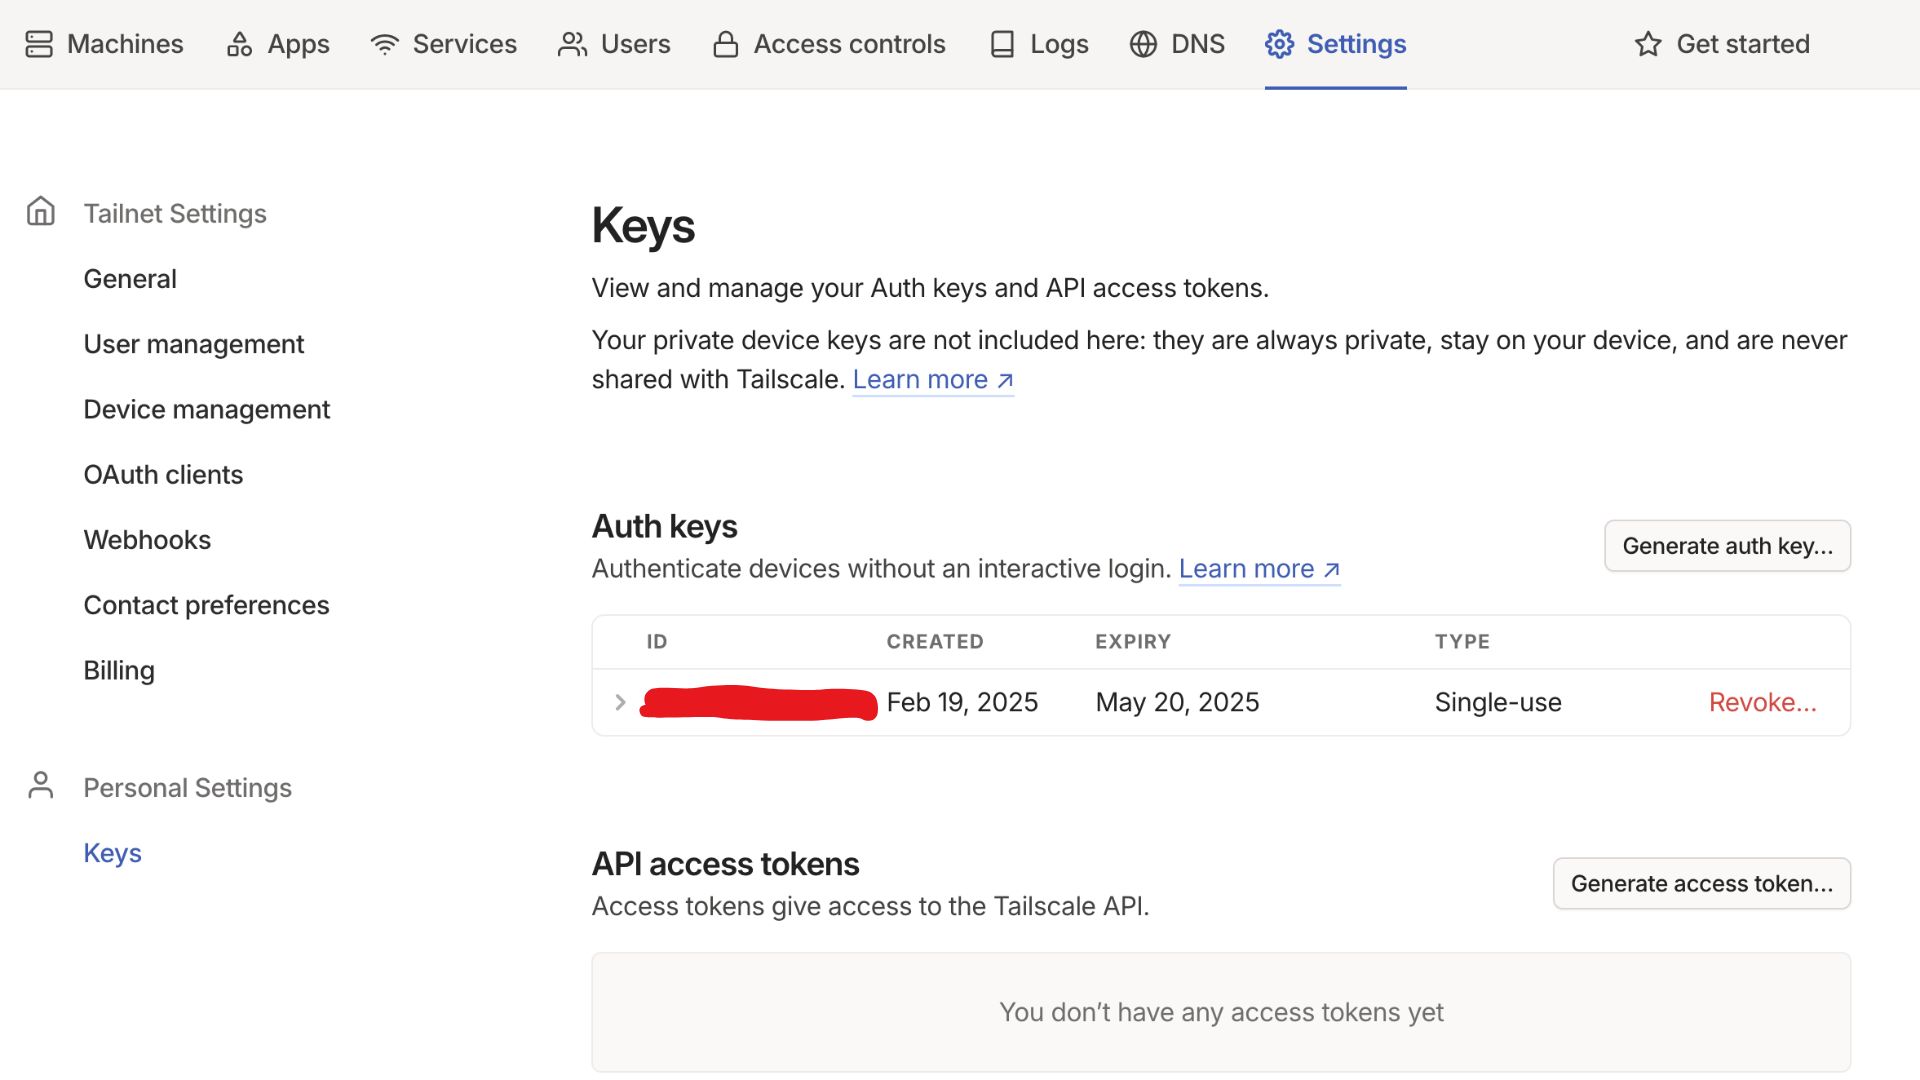 Machines
Apps
Services
Users
Access controls
Logs
DNS
Settings
Get started
Tailnet Settings
General
User management
Device management
OAuth clients
Webhooks
Contact preferences
Billing
Personal Settings
Keys
Keys
View and manage your Auth keys and API access tokens.
Your private device keys are not included here: they are always private, stay on your device, and are never
shared with Tailscale. Learn more ↗
Auth keys
Authenticate devices without an interactive login. Learn more ↗
Generate auth key...
ID CREATED EXPIRY TYPE
Feb 19, 2025 May 20, 2025 Single-use Revoke...
API access tokens
Access tokens give access to the Tailscale API.
Generate access token...
You don’t have any access tokens yet